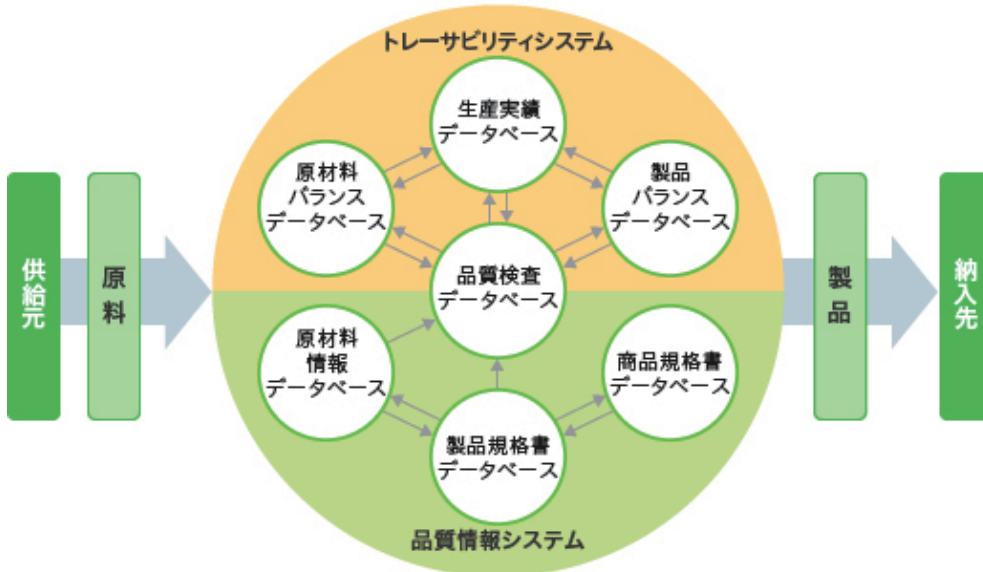 トレーサビリティシステム
生産実績
データベース
原材料
バランス
データベース
製品
バランス
データベース
供給元
原料
品質検査
データベース
製品
納入先
原材料
情報
データベース
商品規格書
データベース
製品規格書
データベース
品質情報システム